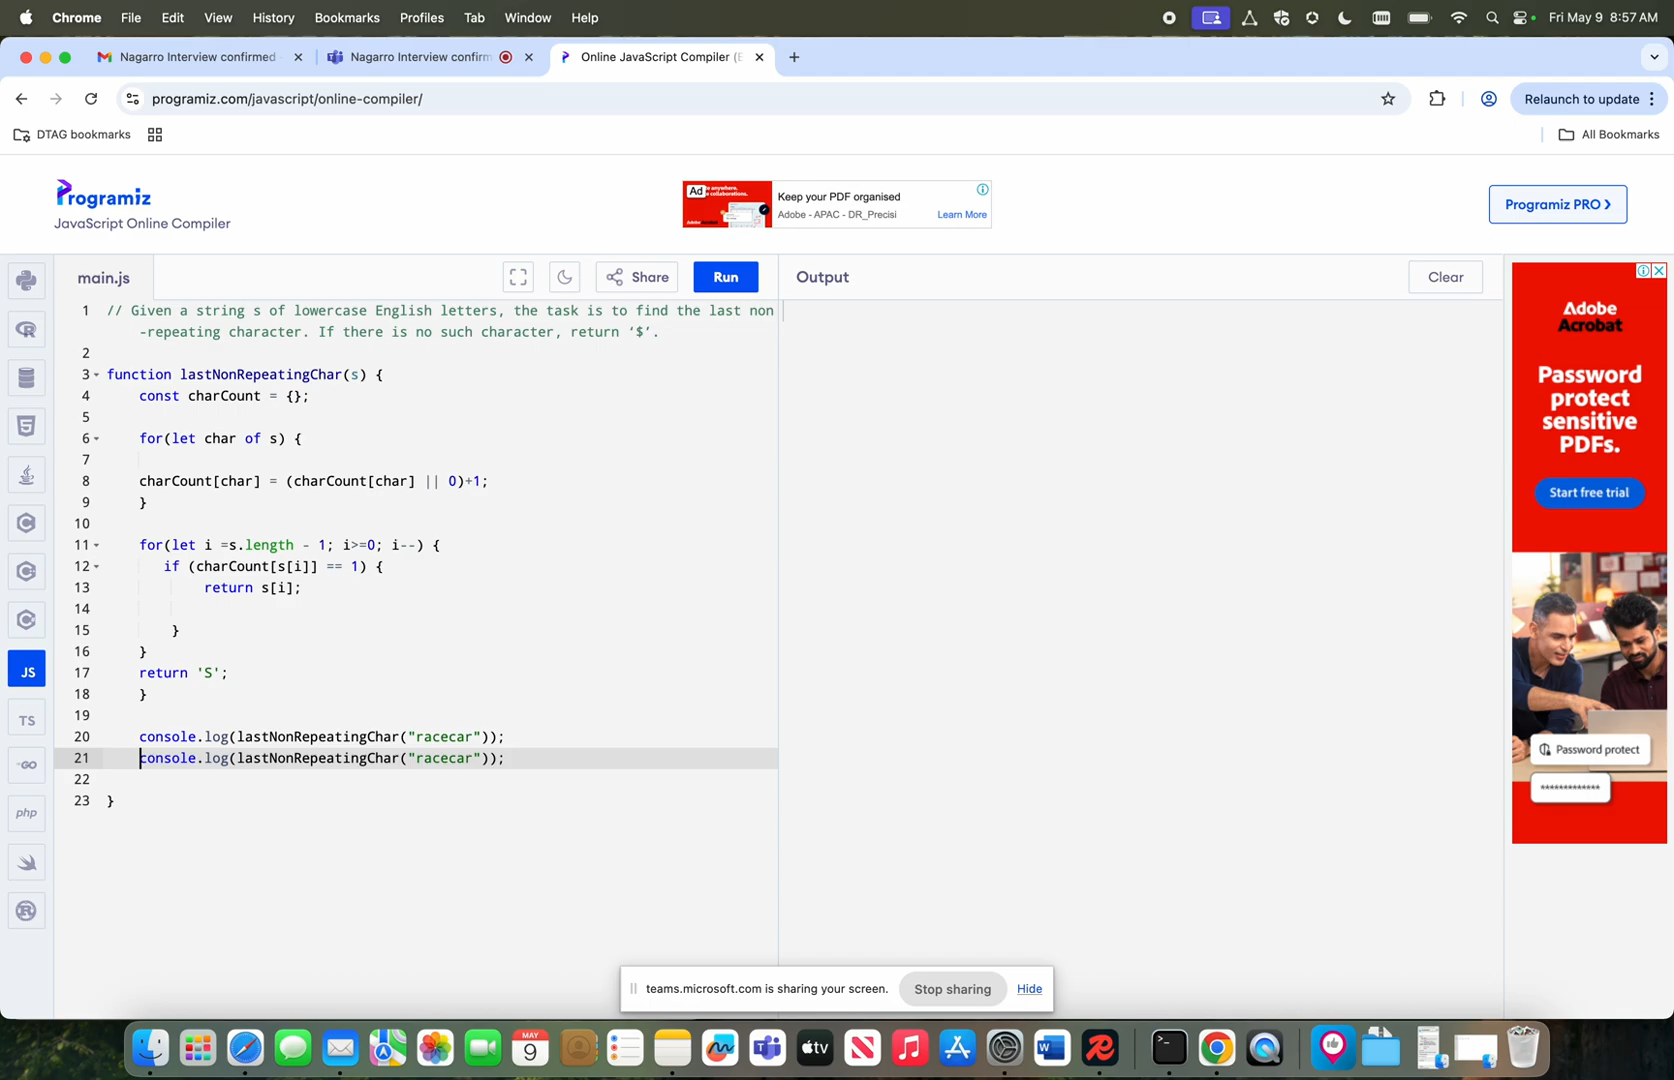 Chrome File Edit View History Bookmarks Profiles Tab Window Help Fri May 9 8:57 AM
Nagarro Interview confirmed Nagarro Interview confirm Online JavaScript Compiler (E
programiz.com/javascript/online-compiler/ Relaunch to update
DTAG bookmarks All Bookmarks
Programiz
JavaScript Online Compiler
Ad
Keep your PDF organised
Adobe - APAC - DR_Precisi Learn More
Programiz PRO ›
main.js Share Run Output Clear
1 // Given a string s of lowercase English letters, the task is to find the last non
-repeating character. If there is no such character, return ‘$’.
2
3 function lastNonRepeatingChar(s) {
4 const charCount = {};
5
6 for(let char of s) {
7
8 charCount[char] = (charCount[char] || 0)+1;
9 }
10
11 for(let i =s.length - 1; i>=0; i--) {
12 if (charCount[s[i]] == 1) {
13 return s[i];
14
15 }
16 }
17 return 'S';
18 }
19
20 console.log(lastNonRepeatingChar("racecar"));
21 console.log(lastNonRepeatingChar("racecar"));
22
23 }
JS
TS
GO
php
Adobe
Acrobat
Password
protect
sensitive
PDFs.
Start free trial
Password protect
*************
teams.microsoft.com is sharing your screen. Stop sharing Hide
MAY
9
tv